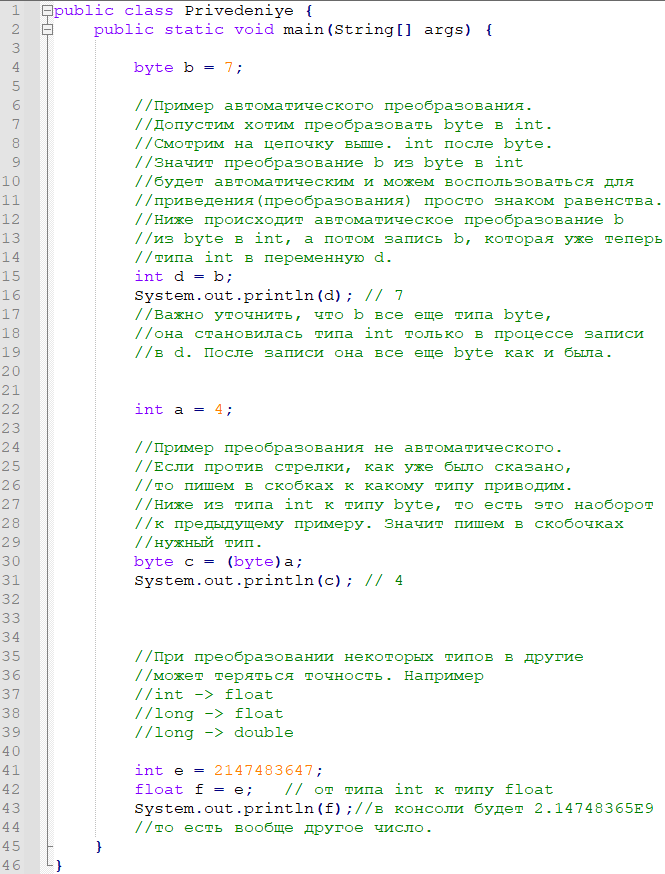 1 public class Privedeniye {
2 public static void main(String[] args) {
3
4 byte b = 7;
5
6 //Пример автоматического преобразования.
7 //Допустим хотим преобразовать byte в int.
8 //Смотрим на цепочку выше. int после byte.
9 //Значит преобразование b из byte в int
10 //будет автоматическим и можем воспользоваться для
11 //приведения(преобразования) просто знаком равенства.
12 //Ниже происходит автоматическое преобразование b
13 //из byte в int, а потом запись b, которая уже теперь
14 //типа int в переменную d.
15 int d = b;
16 System.out.println(d); // 7
17 //Важно уточнить, что b все еще типа byte,
18 //она становилась типа int только в процессе записи
19 //в d. После записи она все еще byte как и была.
20
21
22 int a = 4;
23
24 //Пример преобразования не автоматического.
25 //Если против стрелки, как уже было сказано,
26 //то пишем в скобках к какому типу приводим.
27 //Ниже из типа int к типу byte, то есть это наоборот
28 //к предыдущему примеру. Значит пишем в скобочках
29 //нужный тип.
30 byte c = (byte)a;
31 System.out.println(c); // 4
32
33
34
35 //При преобразовании некоторых типов в другие
36 //может теряться точность. Например
37 //int -> float
38 //long -> float
39 //long -> double
40
41 int e = 2147483647;
42 float f = e; // от типа int к типу float
43 System.out.println(f);//в консоли будет 2.14748365E9
44 //то есть вообще другое число.
45 }
46 }